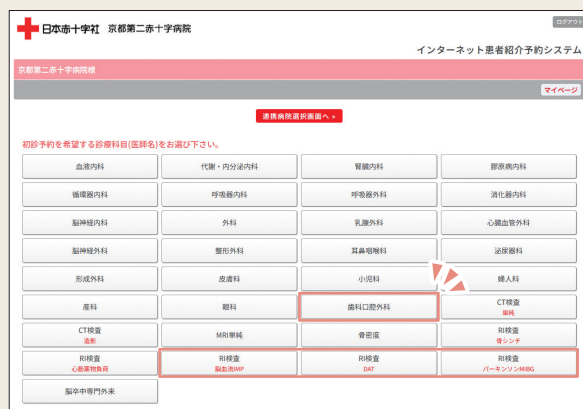 日本赤十字社 京都第二赤十字病院
ログアウト
インターネット患者紹介予約システム
京都第二赤十字病院様
マイページ
連携病院選択画面へ »
初診予約を希望する診療科目(医師名)をお選び下さい。
血液内科 代謝・内分泌内科 腎臓内科 膠原病内科
循環器内科 呼吸器内科 呼吸器外科 消化器内科
脳神経内科 外科 乳腺外科 心臓血管外科
脳神経外科 整形外科 耳鼻咽喉科 泌尿器科
形成外科 皮膚科 小児科 婦人科
産科 眼科 歯科口腔外科 CT検査
単純
CT検査 MRI単純 骨密度 RI検査
造影 骨シンチ
RI検査 RI検査 RI検査 RI検査
心筋薬物負荷 脳血流IMP DAT パーキンソンMIBG
脳卒中専門外来